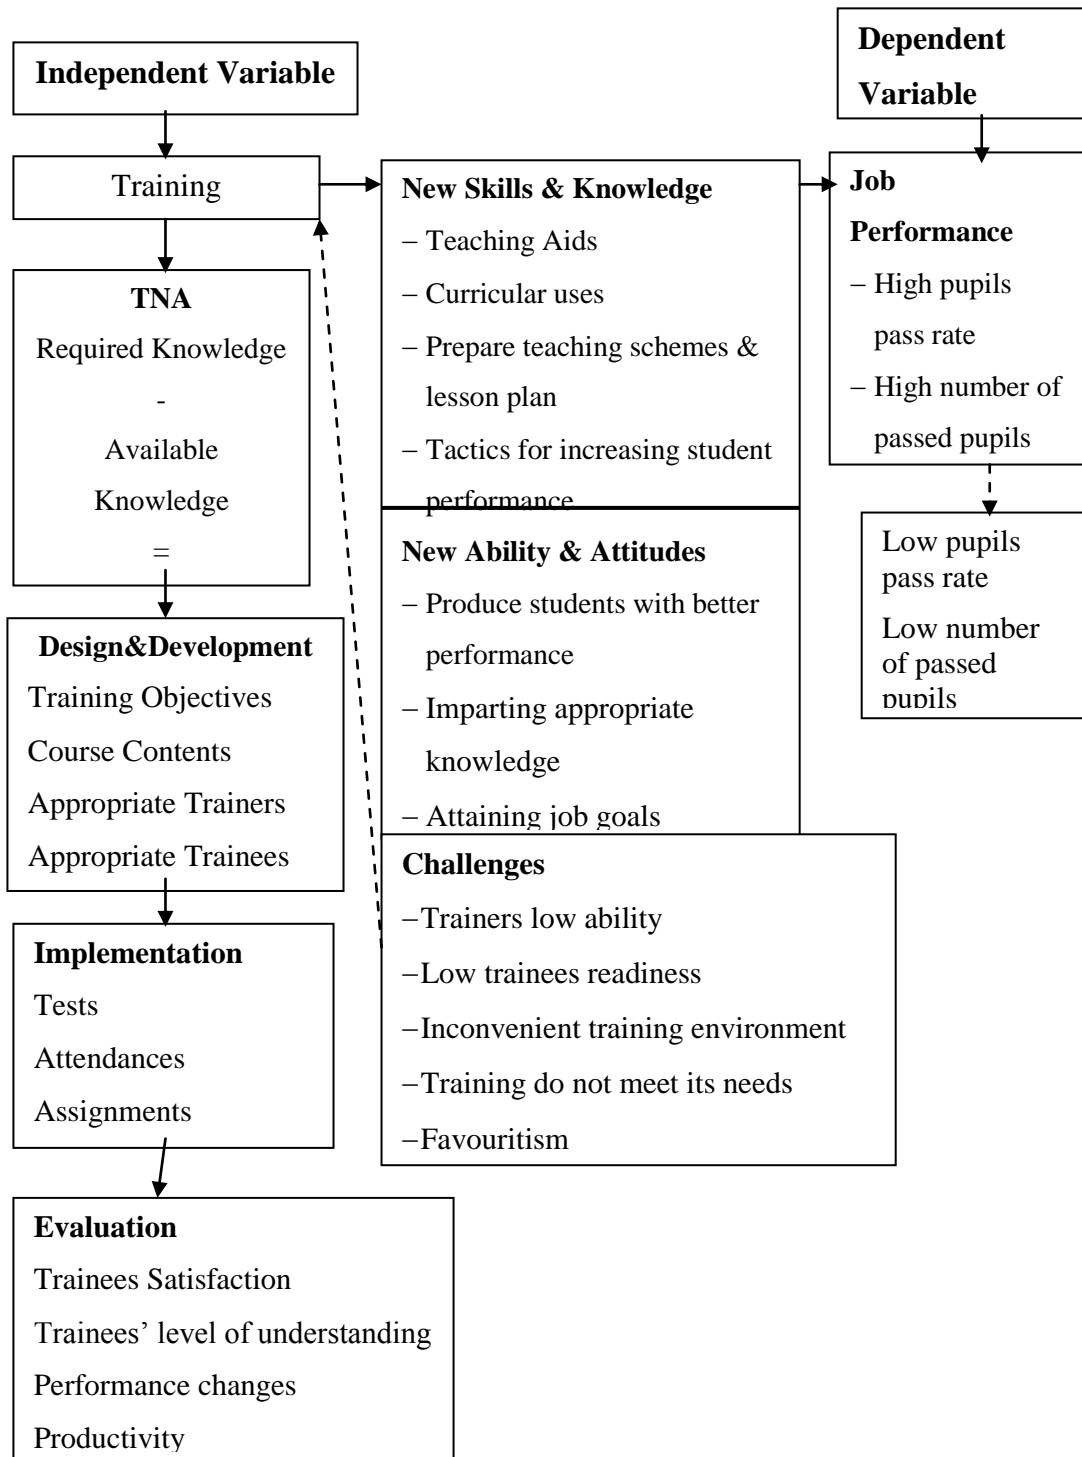 Independent Variable
Training
TNA
Required Knowledge
-
Available
Knowledge
=
Design&Development
Training Objectives
Course Contents
Appropriate Trainers
Appropriate Trainees
Implementation
Tests
Attendances
Assignments
Evaluation
Trainees Satisfaction
Trainees’ level of understanding
Performance changes
Productivity
New Skills & Knowledge
– Teaching Aids
– Curricular uses
– Prepare teaching schemes &
lesson plan
– Tactics for increasing student
performance
New Ability & Attitudes
– Produce students with better
performance
– Imparting appropriate
knowledge
– Attaining job goals
Challenges
–Trainers low ability
–Low trainees readiness
–Inconvenient training environment
–Training do not meet its needs
–Favouritism
Dependent
Variable
Job
Performance
– High pupils
pass rate
– High number of
passed pupils
Low pupils
pass rate
Low number
of passed
pupils